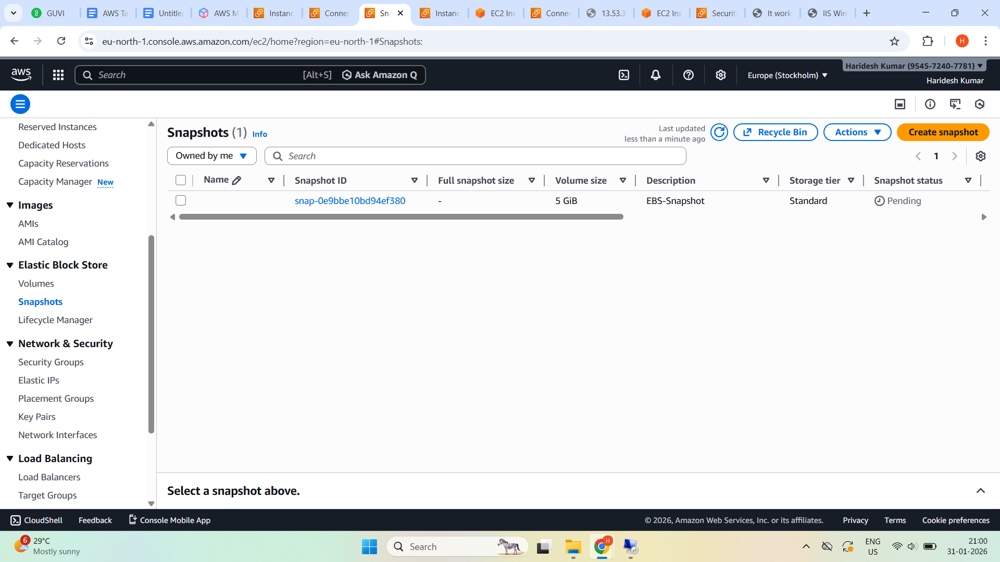 GUVI
AWS Ta
Untitle
AWS M
Instanc
Connec
Sna
Instanc
EC2 Ins
Connec
13.53.3
EC2 Ins
Security
It work
IIS Win
eu-north-1.console.aws.amazon.com/ec2/home?region=eu-north-1#Snapshots:
H
aws
Search
[Alt+S]
Ask Amazon Q
Europe (Stockholm)
Haridesh Kumar (9545-7240-7781)
Haridesh Kumar
Reserved Instances
Dedicated Hosts
Capacity Reservations
Capacity Manager New
Images
AMIs
AMI Catalog
Elastic Block Store
Volumes
Snapshots
Lifecycle Manager
Network & Security
Security Groups
Elastic IPs
Placement Groups
Key Pairs
Network Interfaces
Load Balancing
Load Balancers
Target Groups
Snapshots (1) Info
Last updated
less than a minute ago
Recycle Bin
Actions
Create snapshot
Owned by me
Search
1
Name Snapshot ID Full snapshot size Volume size Description Storage tier Snapshot status
snap-0e9bbe10bd94ef380 - 5 GiB EBS-Snapshot Standard Pending
Select a snapshot above.
CloudShell Feedback Console Mobile App
© 2026, Amazon Web Services, Inc. or its affiliates. Privacy Terms Cookie preferences
6
29°C
Mostly sunny
Search
H
ENG
US
21:00
31-01-2026